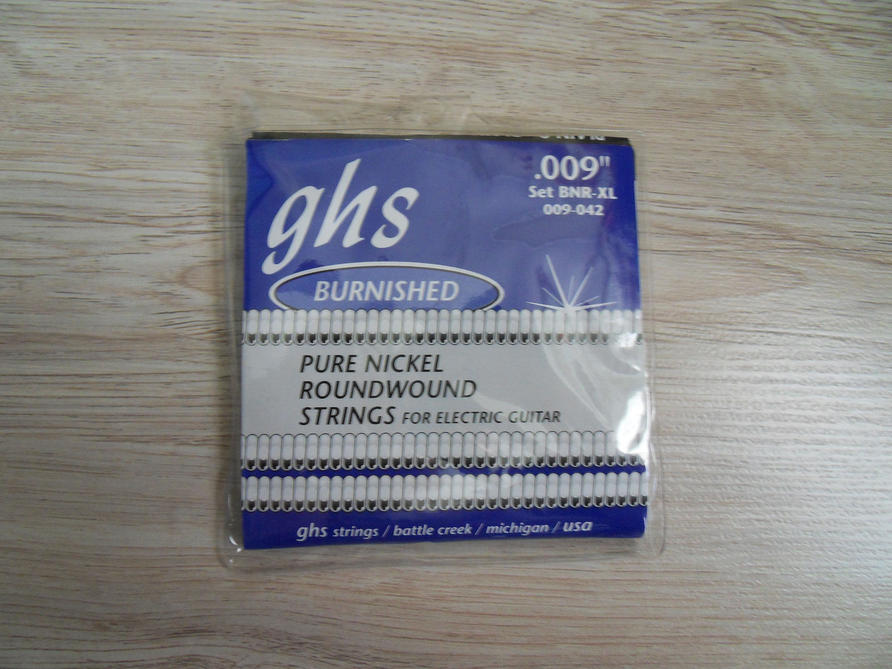 ghs
.009"
Set BNR-XL
009-042
BURNISHED
PURE NICKEL
ROUNDWOUND
STRINGS FOR ELECTRIC GUITAR
ghs strings / battle creek / michigan / usa